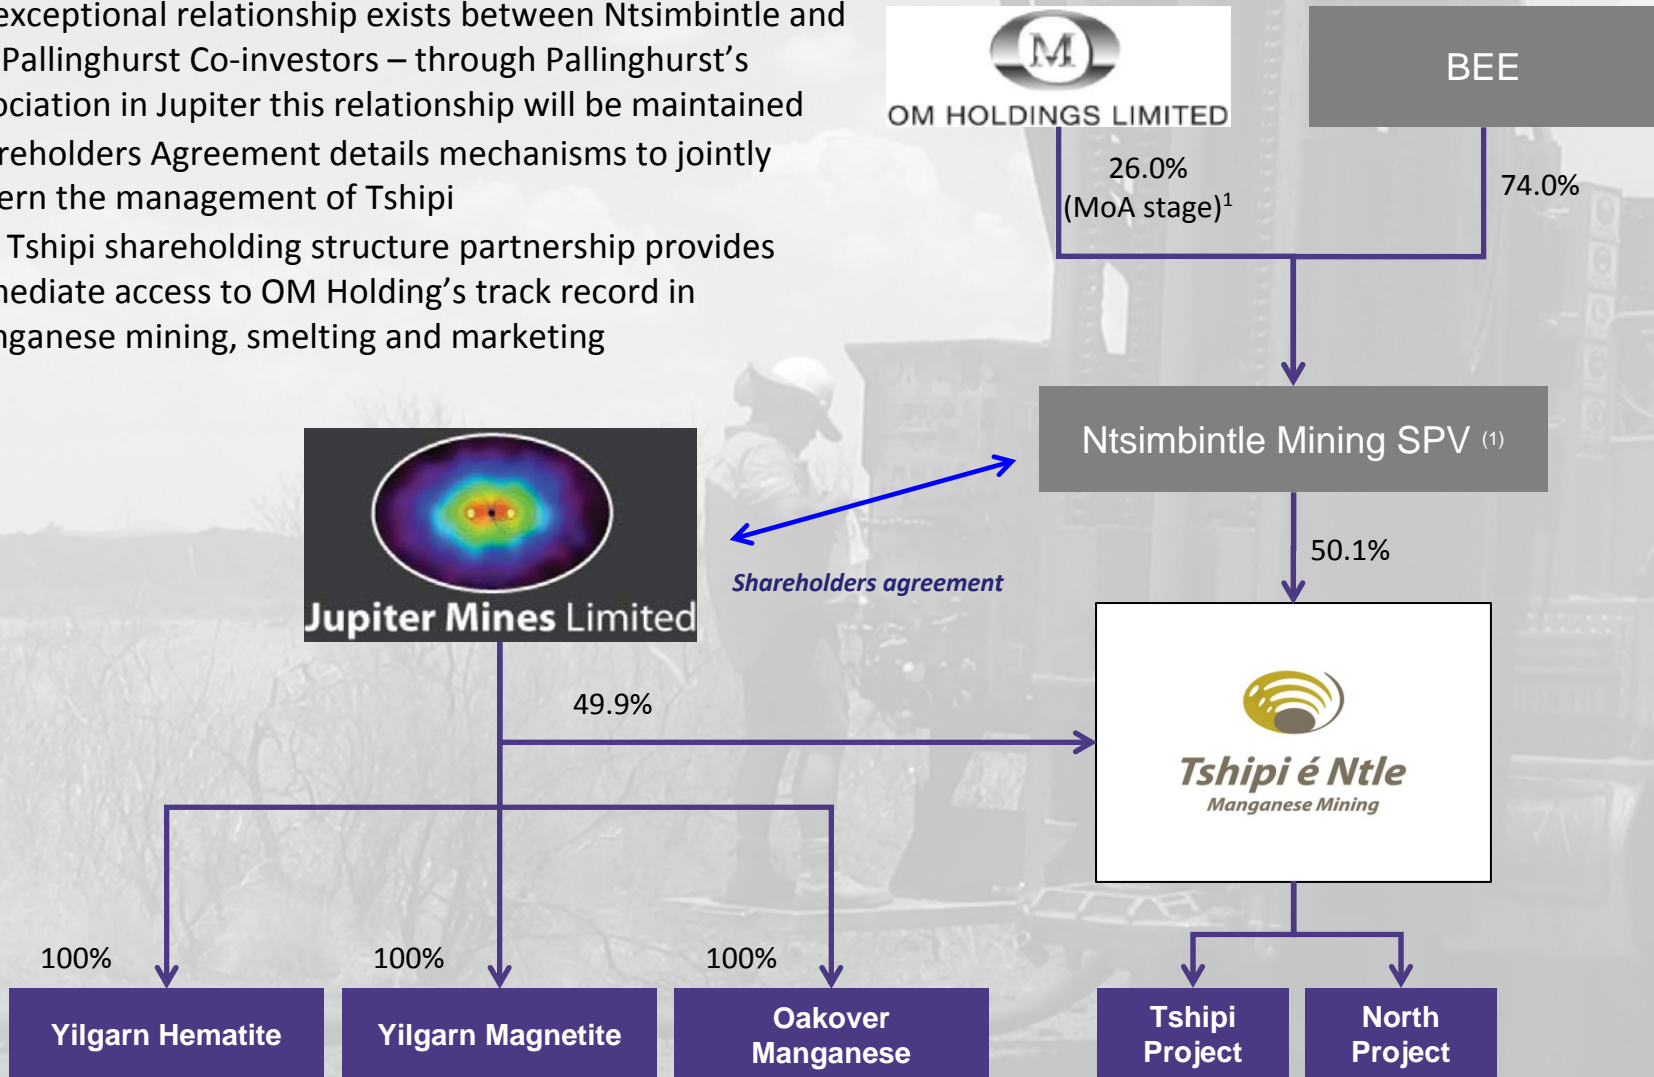 exceptional relationship exists between Ntsimbintle and
Pallinghurst Co-investors – through Pallinghurst's
ociation in Jupiter this relationship will be maintained
reholders Agreement details mechanisms to jointly
ern the management of Tshipi
Tshipi shareholding structure partnership provides
mediate access to OM Holding's track record in
nganese mining, smelting and marketing
M
OM HOLDINGS LIMITED
BEE
26.0%
(MoA stage)1
74.0%
Ntsimbintle Mining SPV (1)
50.1%
Shareholders agreement
Jupiter Mines Limited
49.9%
Tshipi é Ntle
Manganese Mining
100%
100%
100%
Yilgarn Hematite
Yilgarn Magnetite
Oakover
Manganese
Tshipi
Project
North
Project